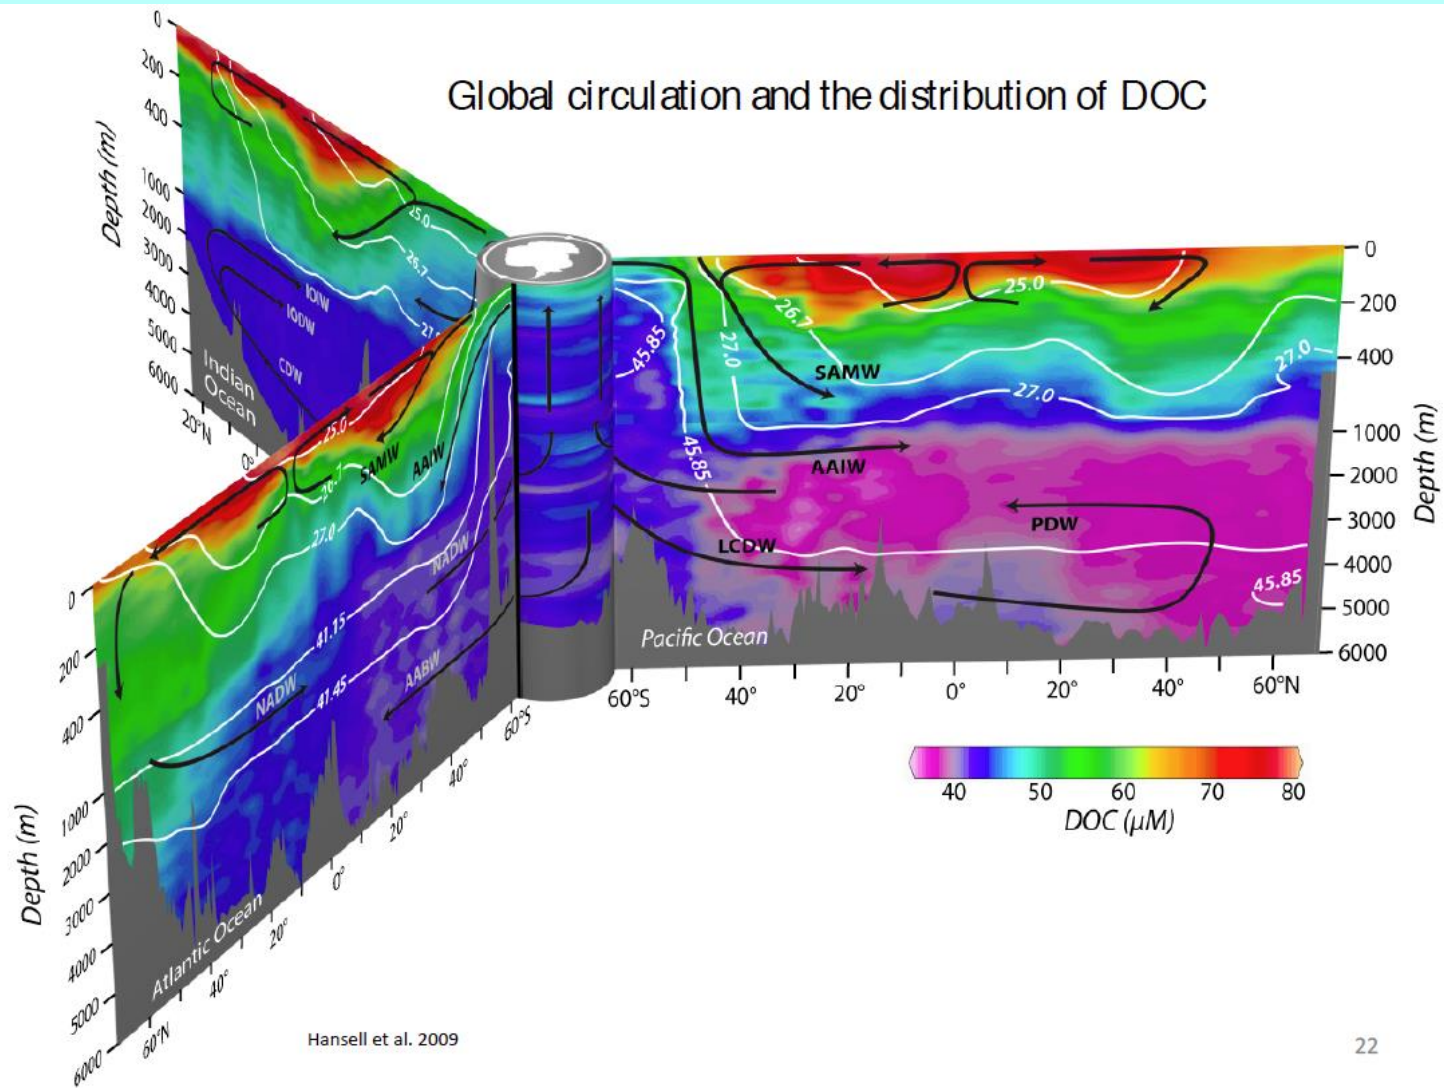 Global circulation and the distribution of DOC
Depth (m)
0
200
400
1000
2000
3000
4000
5000
6000
20°N
0°
Indian
Ocean
IOIW
IODW
CDW
25.0
26.7
25.0
SAMW
AAIW
27.0
41.15
41.45
NADW
NADW
AABW
Atlantic Ocean
Depth (m)
0
200
400
1000
2000
3000
4000
5000
6000
60°N
40°
20°
0°
20°
40°
60°S
45.85
45.85
26.7
27.0
25.0
27.0
27.0
45.85
SAMW
AAIW
LCDW
PDW
Pacific Ocean
60°S
40°
20°
0°
20°
40°
60°N
0
200
400
1000
2000
3000
4000
5000
6000
Depth (m)
40
50
60
70
80
DOC (µM)
Hansell et al. 2009
22